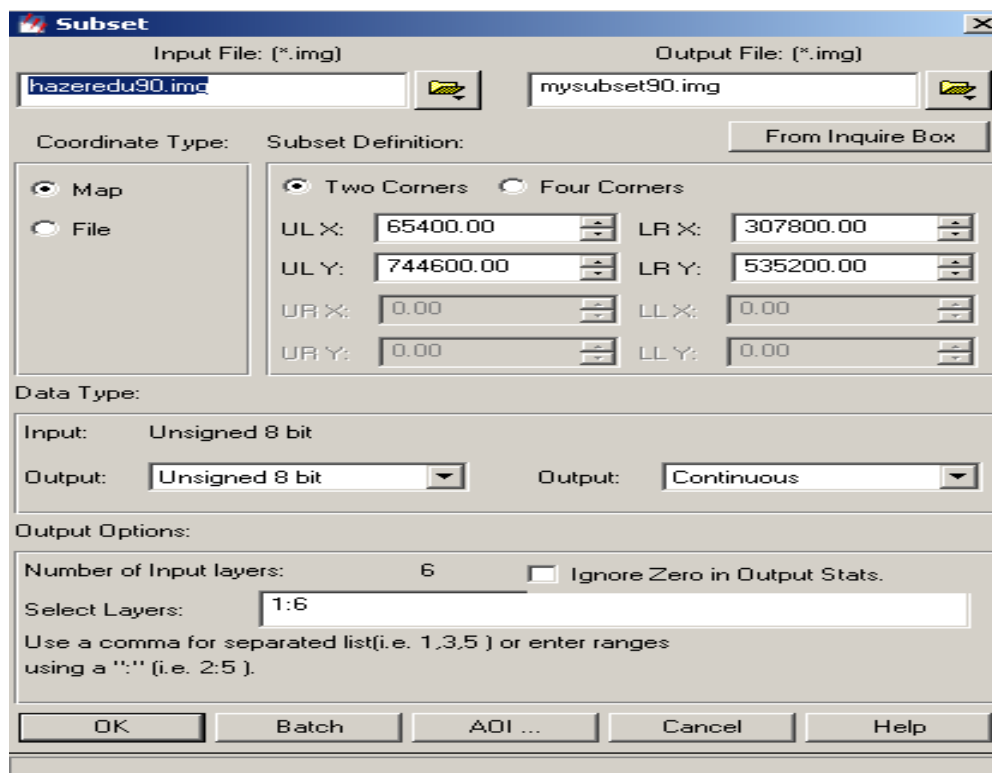 Subset
Input File: (*.img) Output File: (*.img)
hazeredu90.img mysubset90.img
From Inquire Box
Coordinate Type: Subset Definition:
Map Two Corners Four Corners
File UL X: 65400.00 LR X: 307800.00
UL Y: 744600.00 LR Y: 535200.00
UR X: 0.00 LL X: 0.00
UR Y: 0.00 LL Y: 0.00
Data Type:
Input: Unsigned 8 bit
Output: Unsigned 8 bit Output: Continuous
Output Options:
Number of Input layers: 6 Ignore Zero in Output Stats.
Select Layers: 1:6
Use a comma for separated list(i.e. 1,3,5 ) or enter ranges
using a ":" (i.e. 2:5 ).
OK Batch AOI ... Cancel Help